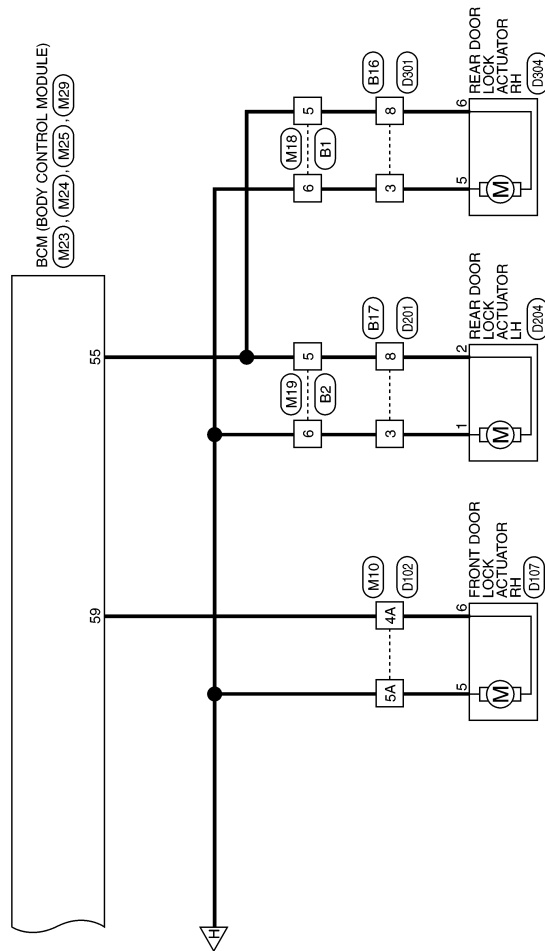 BCM (BODY CONTROL MODULE)
M23 , M24 , M25 , M29
59
55
H
5A
4A
M10
D102
6
5
M19
B2
3
8
B17
D201
6
5
M18
B1
3
8
B16
D301
5
6
M
FRONT DOOR
LOCK
ACTUATOR
RH
D107
1
2
M
REAR DOOR
LOCK
ACTUATOR
LH
D204
5
6
M
REAR DOOR
LOCK
ACTUATOR
RH
D304